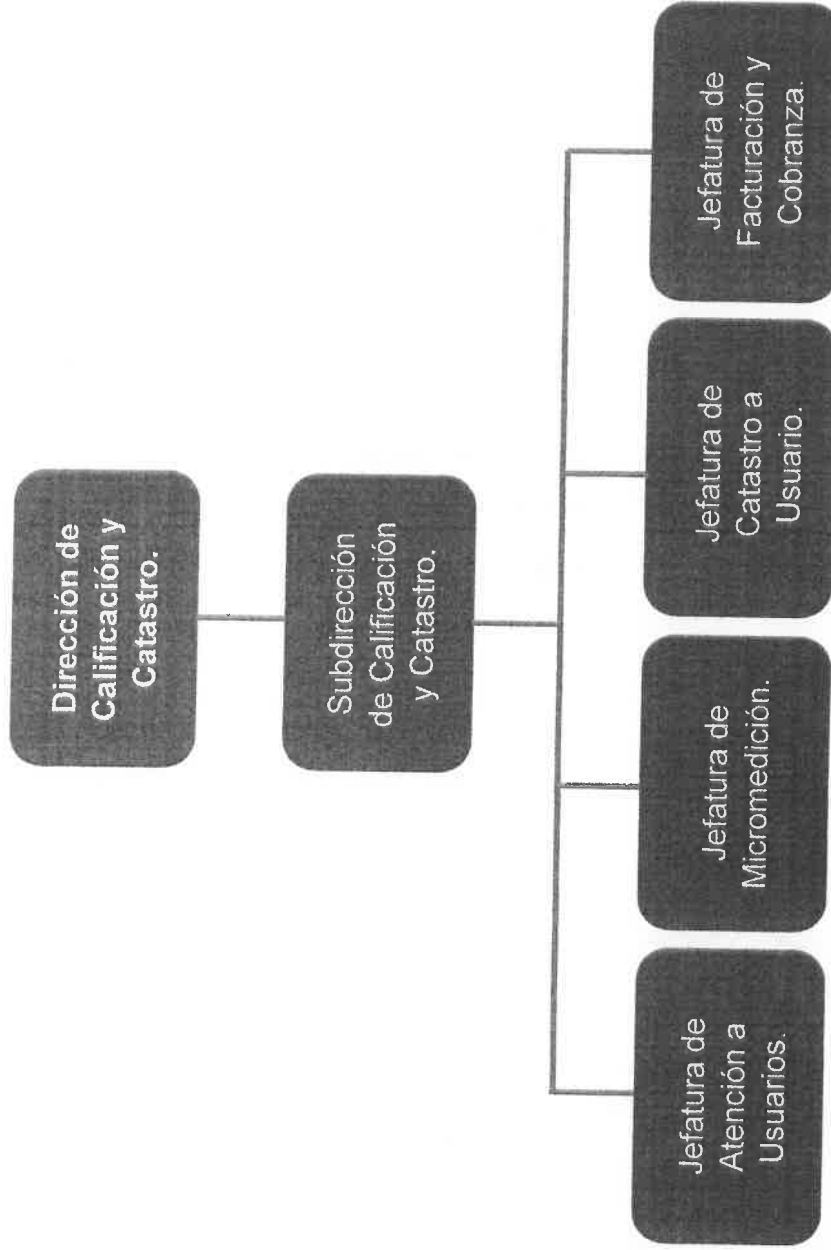 Dirección de
Calificación y
Catastro.
Subdirección
de Calificación
y Catastro.
Jefatura de
Atención a
Usuarios.
Jefatura de
Micromedición.
Jefatura de
Catastro a
Usuario.
Jefatura de
Facturación y
Cobranza.